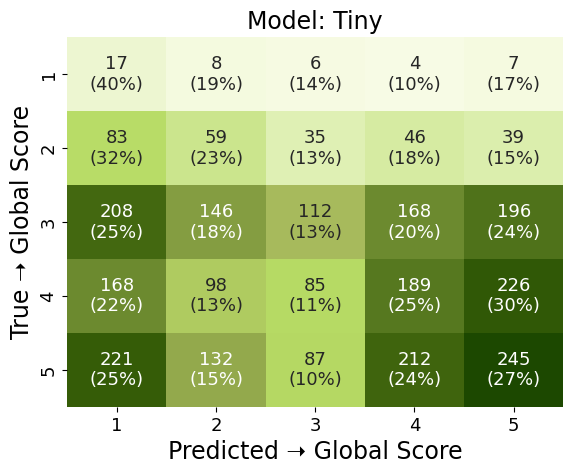 Model: Tiny
1 17 8 6 4 7
(40%) (19%) (14%) (10%) (17%)
2 83 59 35 46 39
(32%) (23%) (13%) (18%) (15%)
3 208 146 112 168 196
(25%) (18%) (13%) (20%) (24%)
4 168 98 85 189 226
(22%) (13%) (11%) (25%) (30%)
5 221 132 87 212 245
(25%) (15%) (10%) (24%) (27%)
1 2 3 4 5
Predicted → Global Score
True → Global Score